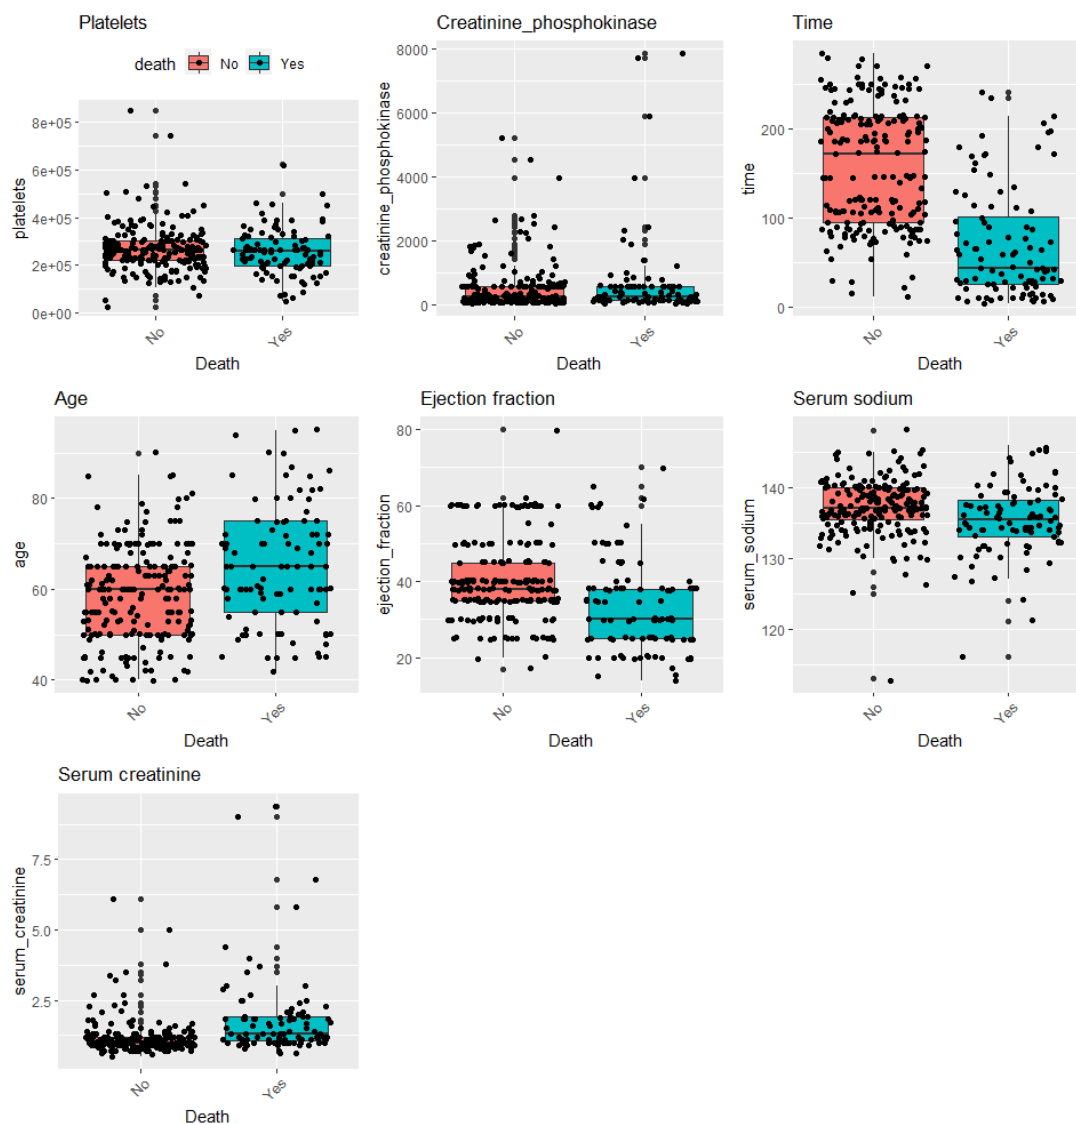 Platelets
death No Yes
8e+05
6e+05
4e+05
2e+05
0e+00
platelets
No Yes
Death
Creatinine_phosphokinase
8000
6000
4000
2000
0
creatinine_phosphokinase
No Yes
Death
Time
200
100
0
time
No Yes
Death
Age
80
60
40
age
No Yes
Death
Ejection fraction
80
60
40
20
ejection_fraction
No Yes
Death
Serum sodium
140
130
120
serum_sodium
No Yes
Death
Serum creatinine
7.5
5.0
2.5
serum_creatinine
No Yes
Death